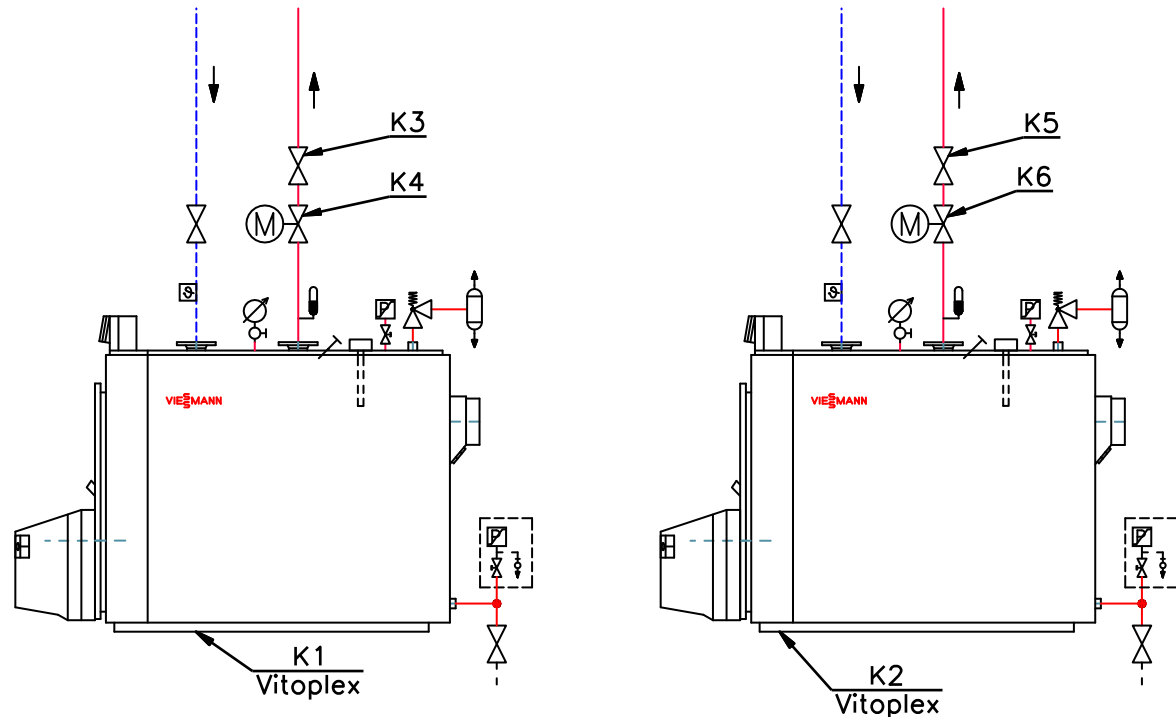 K3
K5
K4
K6
M
M
ϑ
ϑ
P
P
VIESSMANN
VIESSMANN
P
P
K1
Vitoplex
K2
Vitoplex